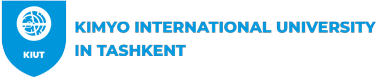 KIUT
KIMYO INTERNATIONAL UNIVERSITY
IN TASHKENT